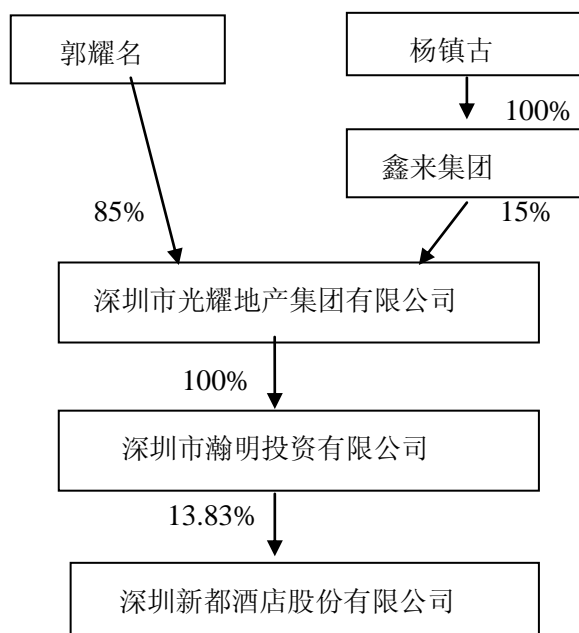 郭耀名
杨镇古
100%
鑫来集团
85%
15%
深圳市光耀地产集团有限公司
100%
深圳市瀚明投资有限公司
13.83%
深圳新都酒店股份有限公司